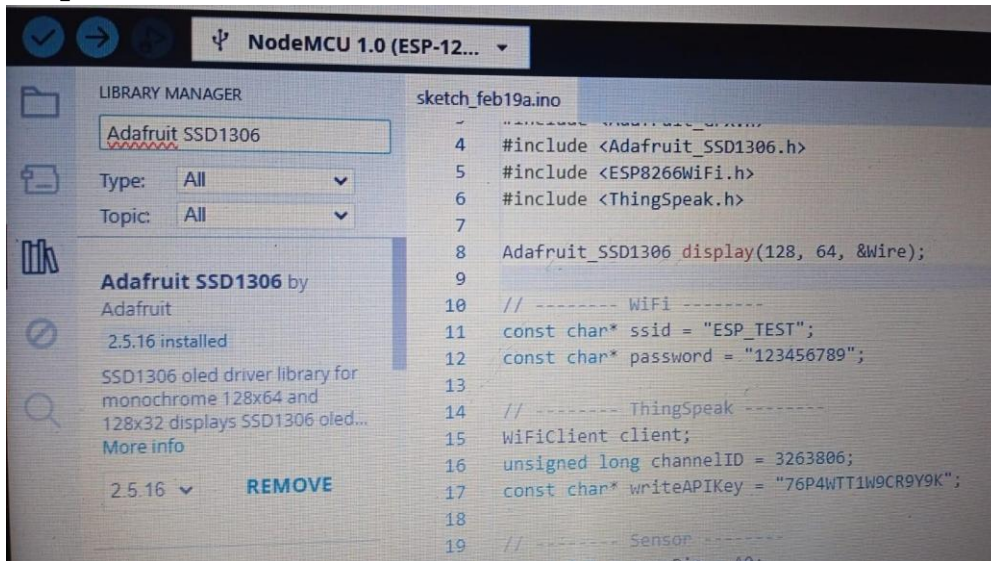 NodeMCU 1.0 (ESP-12...
LIBRARY MANAGER
Adafruit SSD1306
Type: All
Topic: All
Adafruit SSD1306 by
Adafruit
2.5.16 installed
SSD1306 oled driver library for
monochrome 128x64 and
128x32 displays SSD1306 oled...
More info
2.5.16 REMOVE
sketch_feb19a.ino
4 #include <Adafruit_SSD1306.h>
5 #include <ESP8266WiFi.h>
6 #include <ThingSpeak.h>
7
8 Adafruit_SSD1306 display(128, 64, &Wire);
9
10 // -------- WiFi --------
11 const char* ssid = "ESP_TEST";
12 const char* password = "123456789";
13
14 // -------- ThingSpeak --------
15 WiFiClient client;
16 unsigned long channelID = 3263806;
17 const char* writeAPIKey = "76P4WTT1W9CR9Y9K";
18
19 // -------- Sensor --------